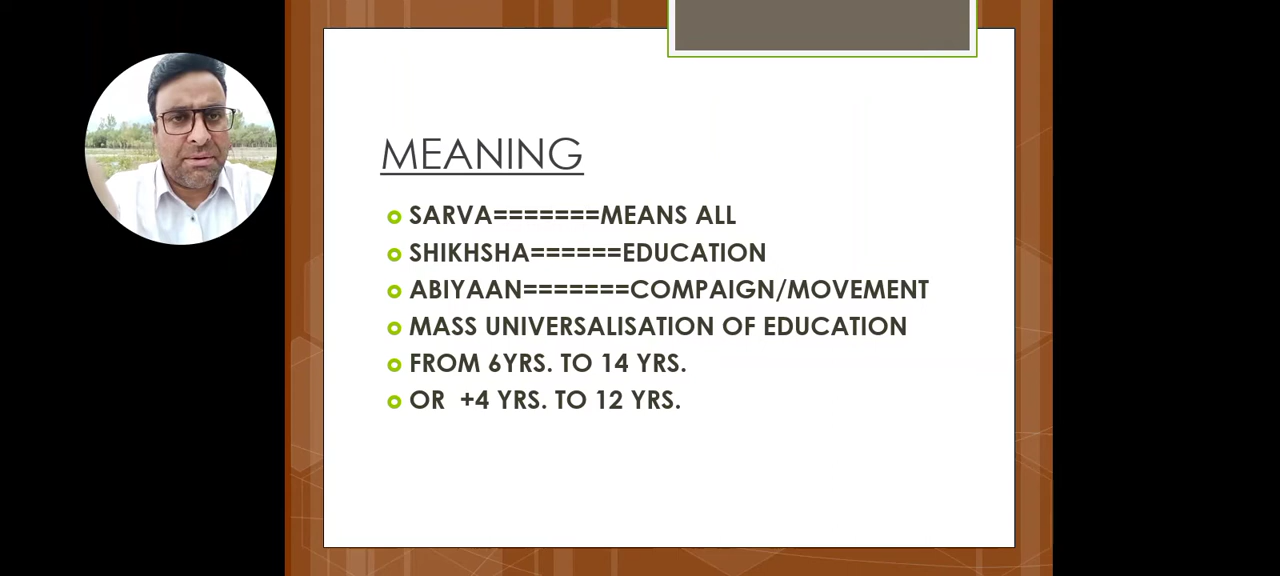 MEANING
SARVA=======MEANS ALL
SHIKHSHA======EDUCATION
ABIYAAN=======COMPAIGN/MOVEMENT
MASS UNIVERSALISATION OF EDUCATION
FROM 6YRS. TO 14 YRS.
OR +4 YRS. TO 12 YRS.